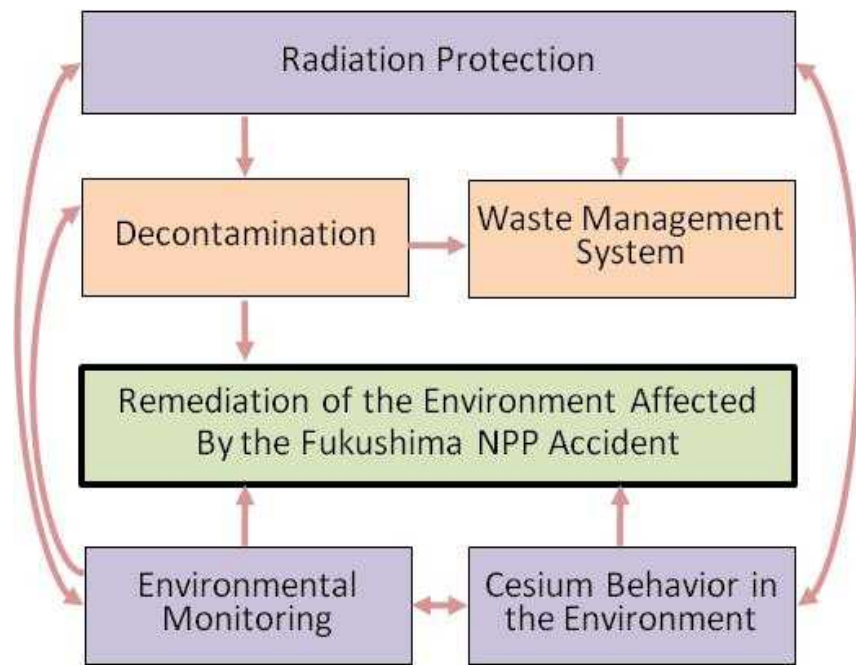 Radiation Protection
Decontamination
Waste Management
System
Remediation of the Environment Affected
By the Fukushima NPP Accident
Environmental
Monitoring
Cesium Behavior in
the Environment